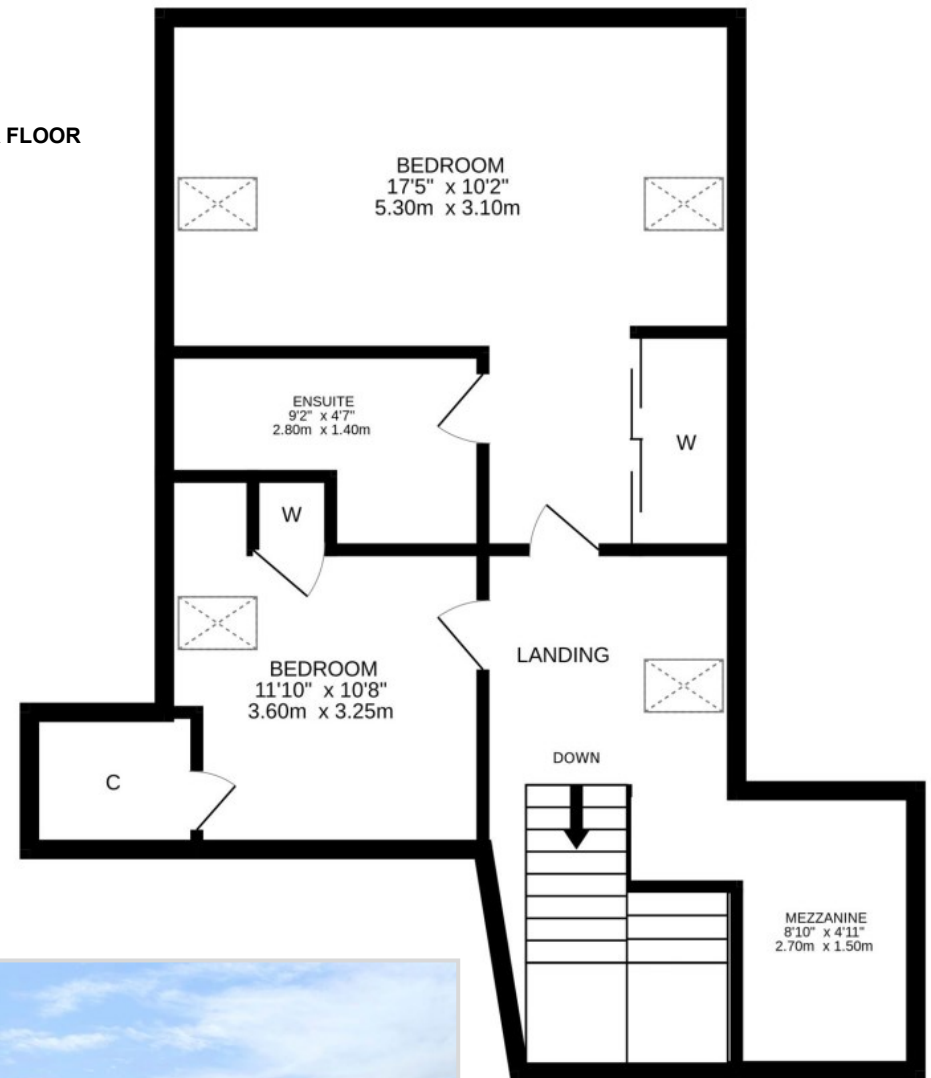 FLOOR
BEDROOM
17'5" x 10'2"
5.30m x 3.10m
ENSUITE
9'2" x 4'7"
2.80m x 1.40m
W
W
BEDROOM
11'10" x 10'8"
3.60m x 3.25m
LANDING
C
DOWN
MEZZANINE
8'10" x 4'11"
2.70m x 1.50m